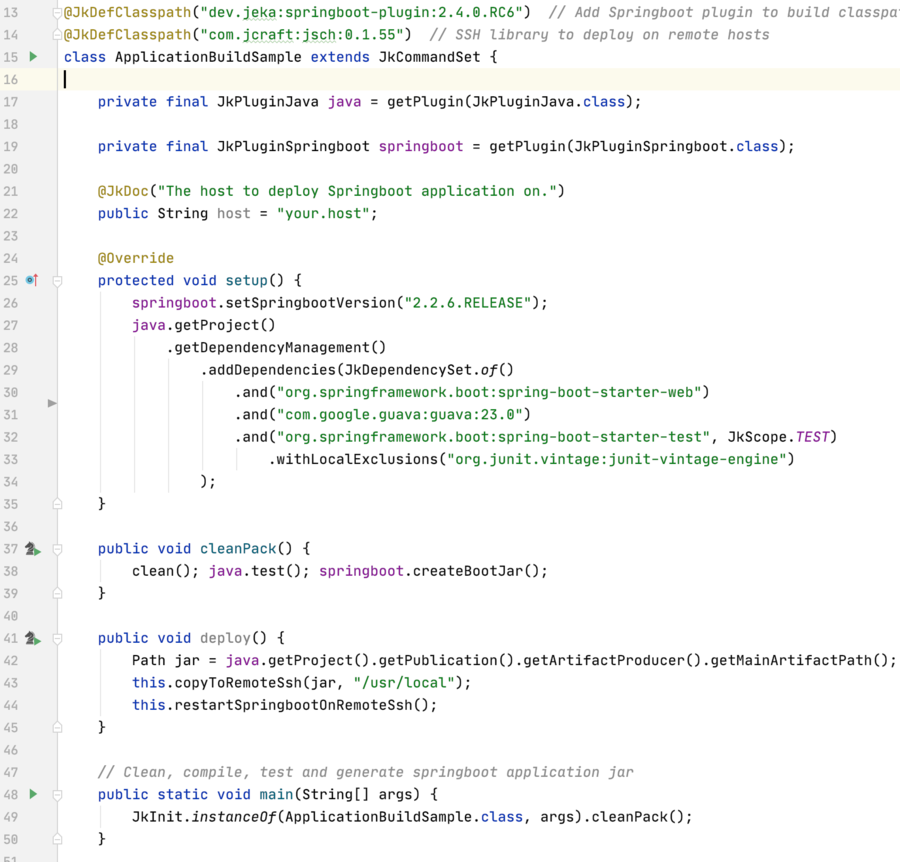 13 @JkDefClasspath("dev.jeka:springboot-plugin:2.4.0.RC6")  // Add Springboot plugin to build classpa
14 @JkDefClasspath("com.jcraft:jsch:0.1.55")  // SSH library to deploy on remote hosts
15 class ApplicationBuildSample extends JkCommandSet {
16
17     private final JkPluginJava java = getPlugin(JkPluginJava.class);
18
19     private final JkPluginSpringboot springboot = getPlugin(JkPluginSpringboot.class);
20
21     @JkDoc("The host to deploy Springboot application on.")
22     public String host = "your.host";
23
24     @Override
25     protected void setup() {
26         springboot.setSpringbootVersion("2.2.6.RELEASE");
27         java.getProject()
28             .getDependencyManagement()
29                 .addDependencies(JkDependencySet.of()
30                     .and("org.springframework.boot:spring-boot-starter-web")
31                     .and("com.google.guava:guava:23.0")
32                     .and("org.springframework.boot:spring-boot-starter-test", JkScope.TEST)
33                         .withLocalExclusions("org.junit.vintage:junit-vintage-engine")
34                 );
35     }
36
37     public void cleanPack() {
38         clean(); java.test(); springboot.createBootJar();
39     }
40
41     public void deploy() {
42         Path jar = java.getProject().getPublication().getArtifactProducer().getMainArtifactPath();
43         this.copyToRemoteSsh(jar, "/usr/local");
44         this.restartSpringbootOnRemoteSsh();
45     }
46
47     // Clean, compile, test and generate springboot application jar
48     public static void main(String[] args) {
49         JkInit.instanceOf(ApplicationBuildSample.class, args).cleanPack();
50     }
51